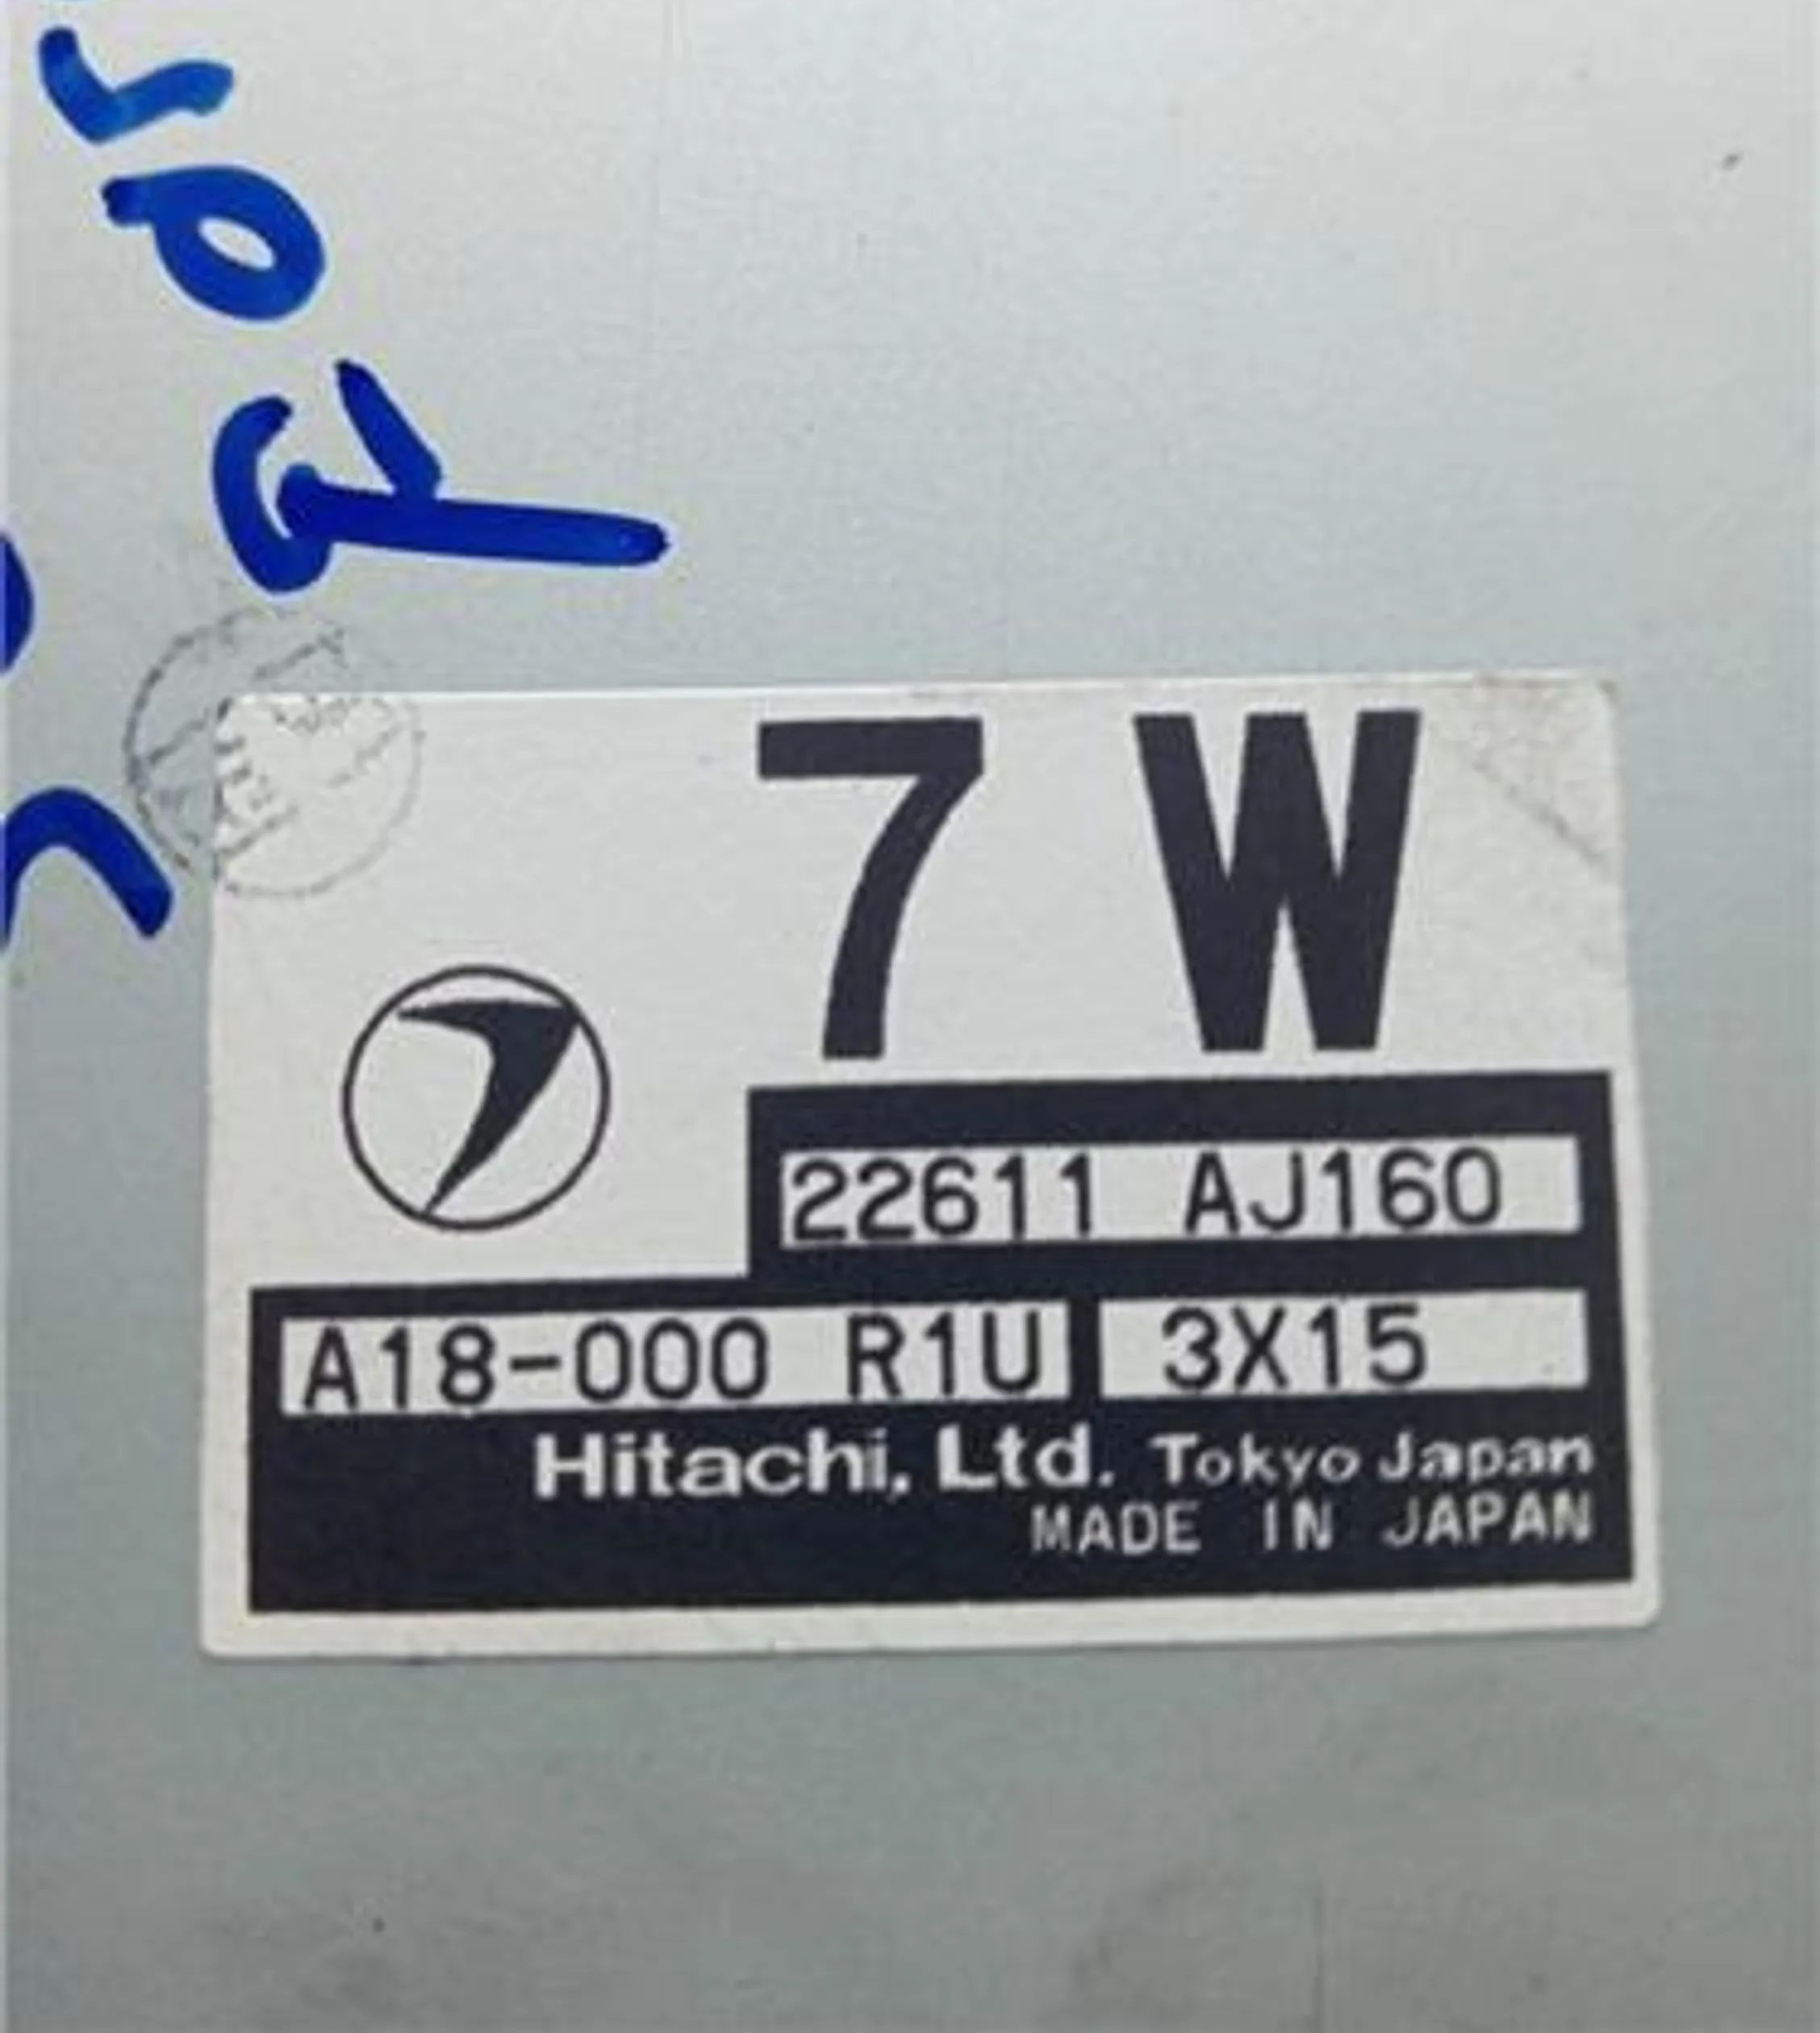 7 W
22611 AJ160
A18-000 R1U 3X15
Hitachi, Ltd. Tokyo Japan
MADE IN JAPAN